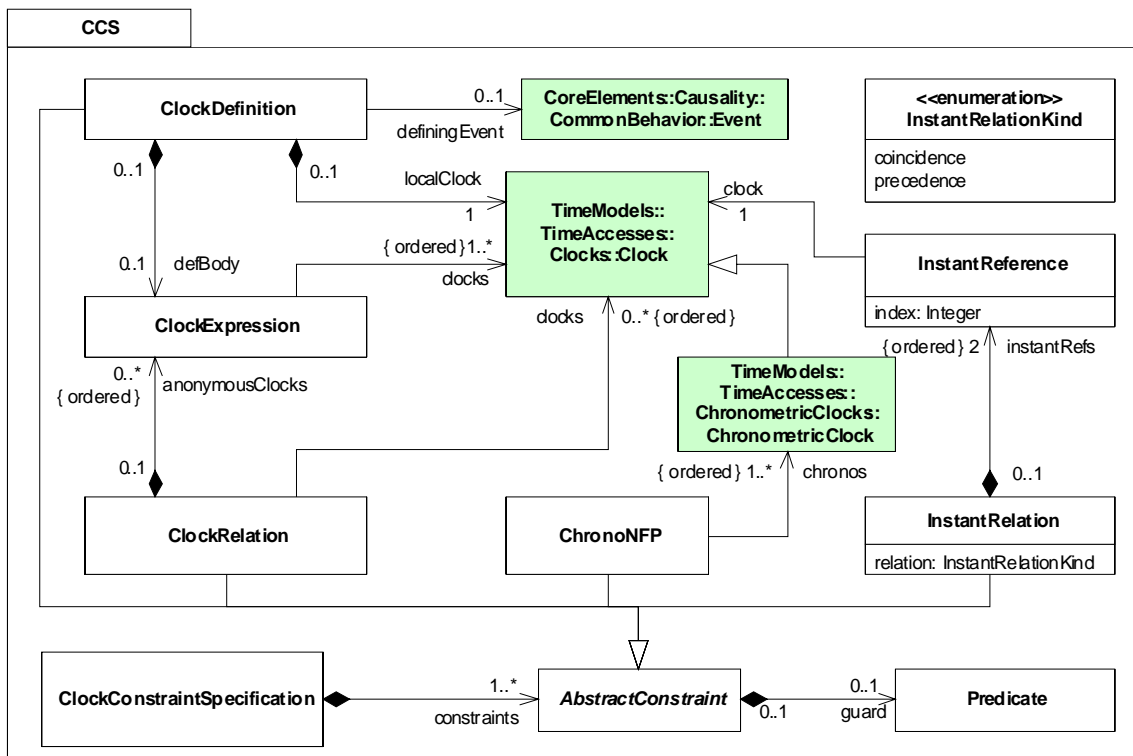 CCS
ClockDefinition
0..1
definingEvent
CoreElements::Causality::
CommonBehavior::Event
<<enumeration>>
InstantRelationKind
coincidence
precedence
0..1
0..1
localClock
1
TimeModels::
TimeAccesses::
Clocks::Clock
clock
1
0..1
defBody
{ ordered} 1..*
clocks
InstantReference
index: Integer
ClockExpression
0..*
{ ordered}
anonymousClocks
clocks
0..* { ordered}
{ ordered} 2
instantRefs
TimeModels::
TimeAccesses::
ChronometricClocks:
ChronometricClock
0..1
{ ordered} 1..*
chronos
0..1
ClockRelation
ChronoNFP
InstantRelation
relation: InstantRelationKind
ClockConstraintSpecification
1..*
constraints
AbstractConstraint
0..1
0..1
guard
Predicate